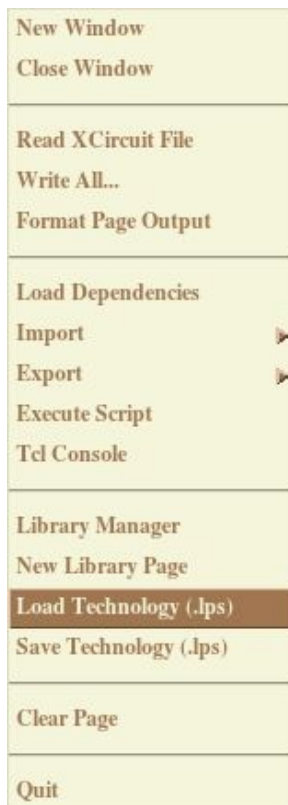 New Window
Close Window
Read XCircuit File
Write All...
Format Page Output
Load Dependencies
Import
Export
Execute Script
Tcl Console
Library Manager
New Library Page
Load Technology (.lps)
Save Technology (.lps)
Clear Page
Quit